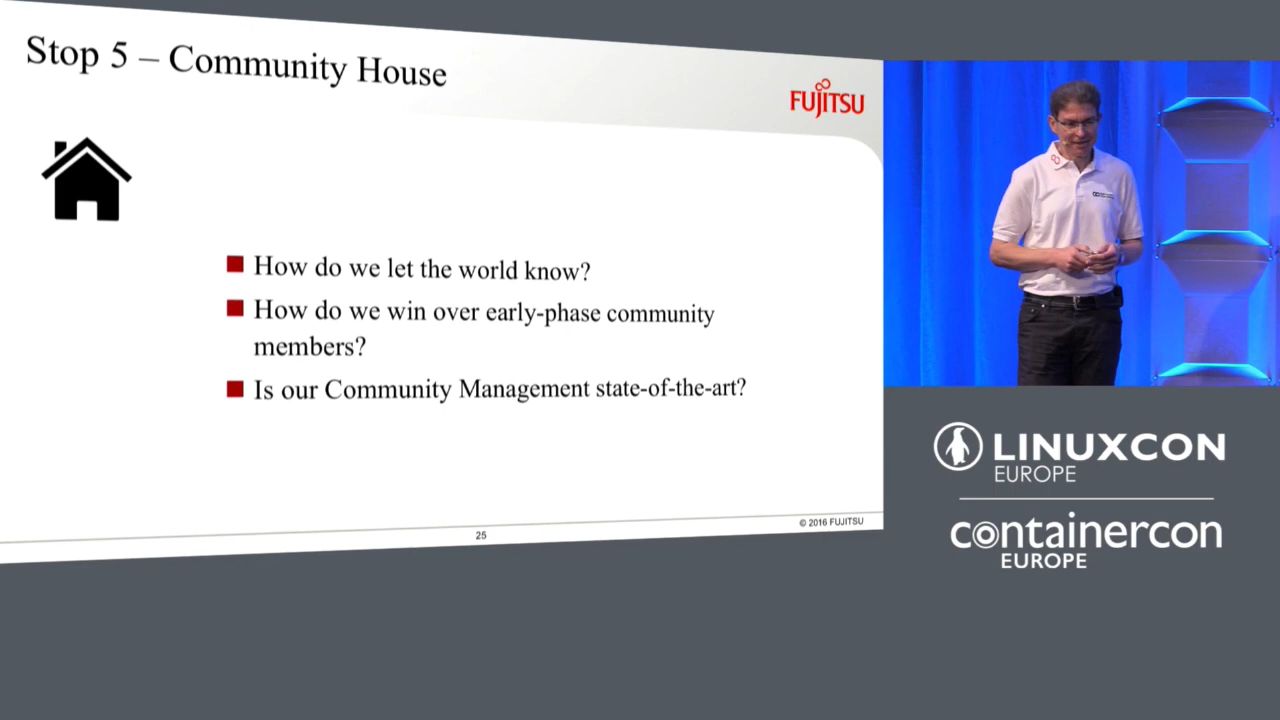 Stop 5 – Community House
FUJITSU
How do we let the world know?
How do we win over early-phase community
members?
Is our Community Management state-of-the-art?
25
© 2016 FUJITSU
LINUXCON
EUROPE
containercon
EUROPE